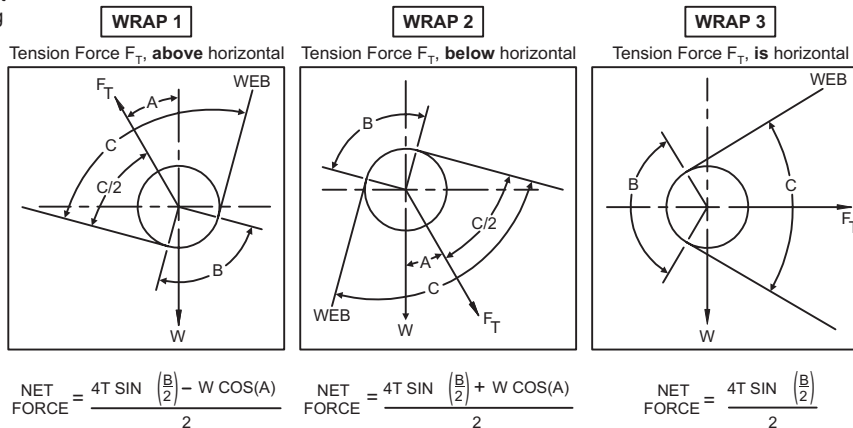 g
WRAP 1
Tension Force F_T, above horizontal
F_T
A
WEB
C
C/2
B
W
NET FORCE = 4T SIN (B/2) – W COS(A) / 2
WRAP 2
Tension Force F_T, below horizontal
B
C/2
A
C
WEB
F_T
W
NET FORCE = 4T SIN (B/2) + W COS(A) / 2
WRAP 3
Tension Force F_T, is horizontal
WEB
B
C
F_T
W
NET FORCE = 4T SIN (B/2) / 2